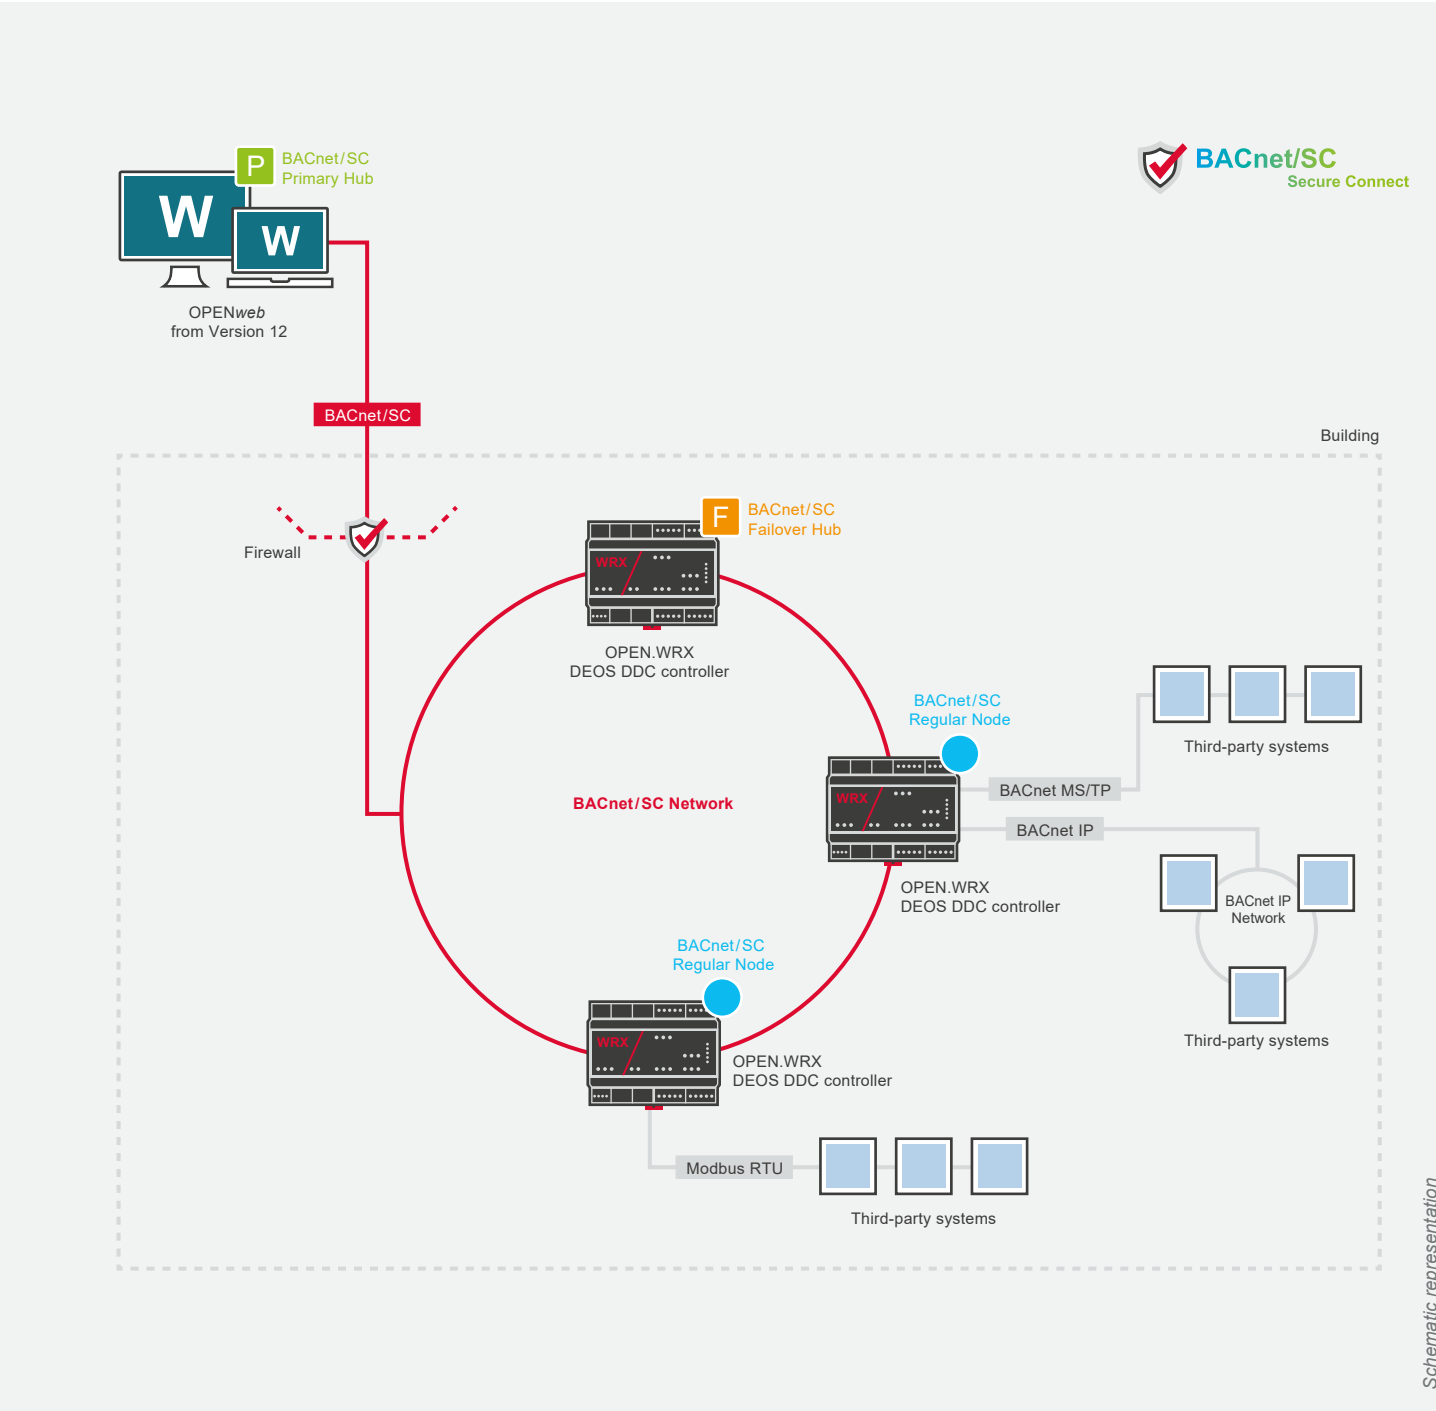 P
BACnet/SC
Primary Hub
W
W
OPENweb
from Version 12
BACnet/SC
Secure Connect
BACnet/SC
Building
Firewall
F
BACnet/SC
Failover Hub
WRX
OPEN.WRX
DEOS DDC controller
BACnet/SC
Regular Node
WRX
OPEN.WRX
DEOS DDC controller
BACnet/SC Network
BACnet MS/TP
Third-party systems
BACnet IP
BACnet IP
Network
Third-party systems
BACnet/SC
Regular Node
WRX
OPEN.WRX
DEOS DDC controller
Modbus RTU
Third-party systems
Schematic representation